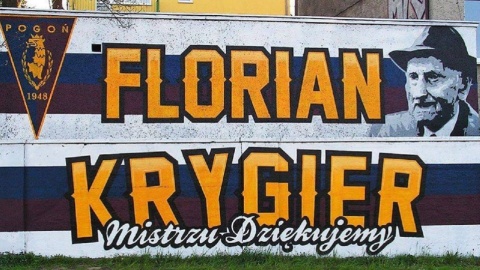 POGOŃ
1948
FLORIAN
KRYGIER
Mistrzu Dziękujemy